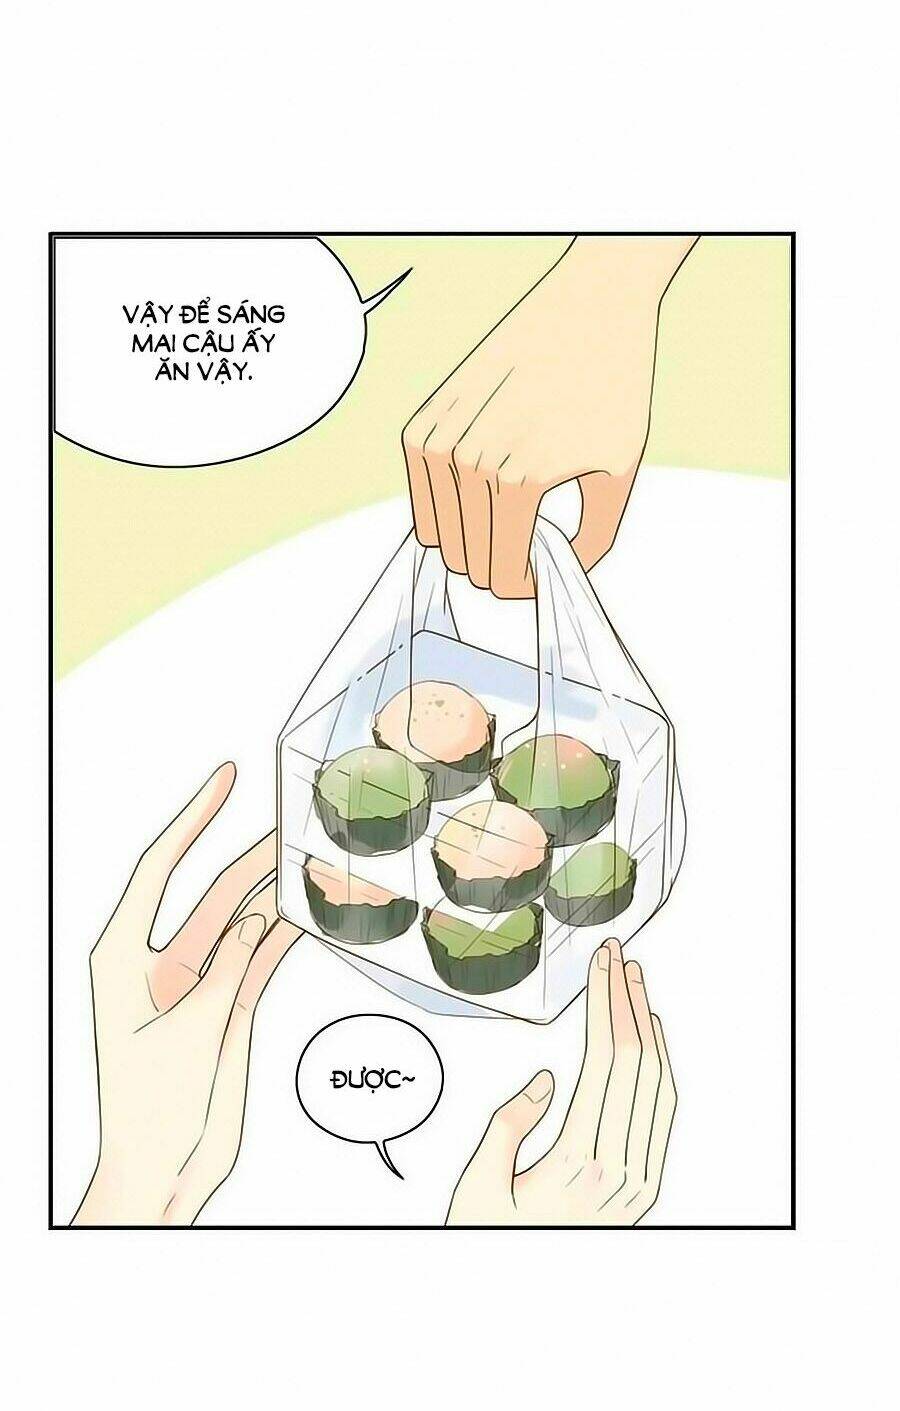 VẬY ĐỂ SÁNG
MAI CẬU ẤY
ĂN VẬY.
ĐƯỢC~